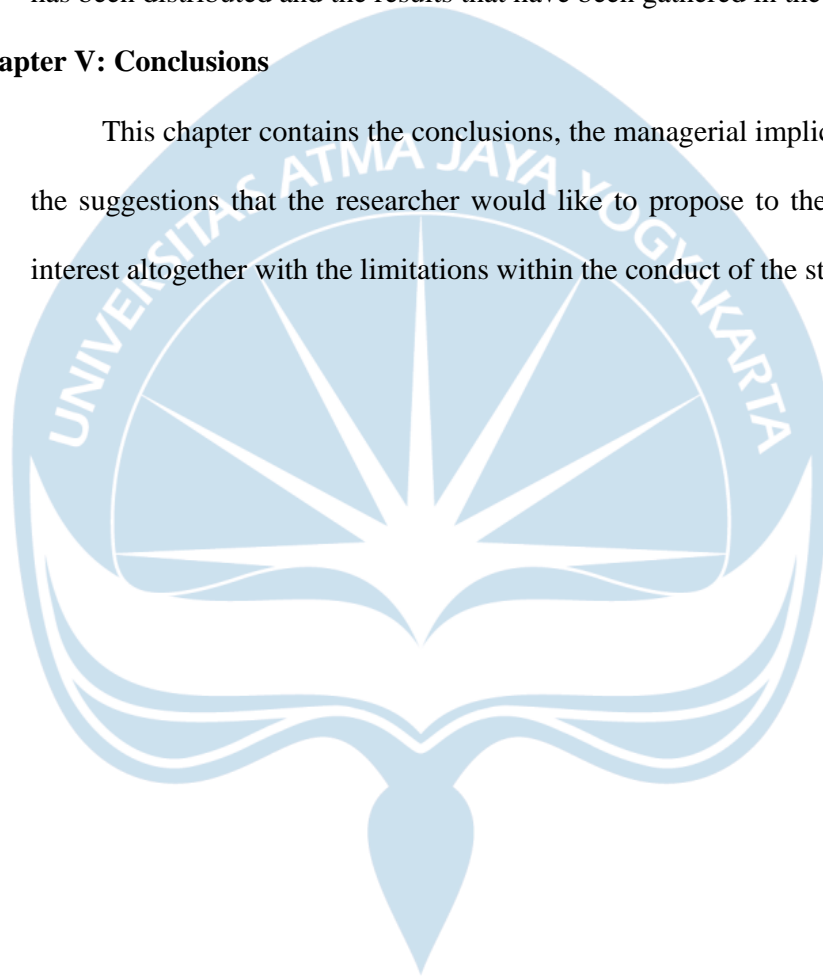 has been distributed and the results that have been gathered in the
apter V: Conclusions
This chapter contains the conclusions, the managerial implic
the suggestions that the researcher would like to propose to the
interest altogether with the limitations within the conduct of the st
UNIVERSITAS ATMA JAYA YOGYAKARTA